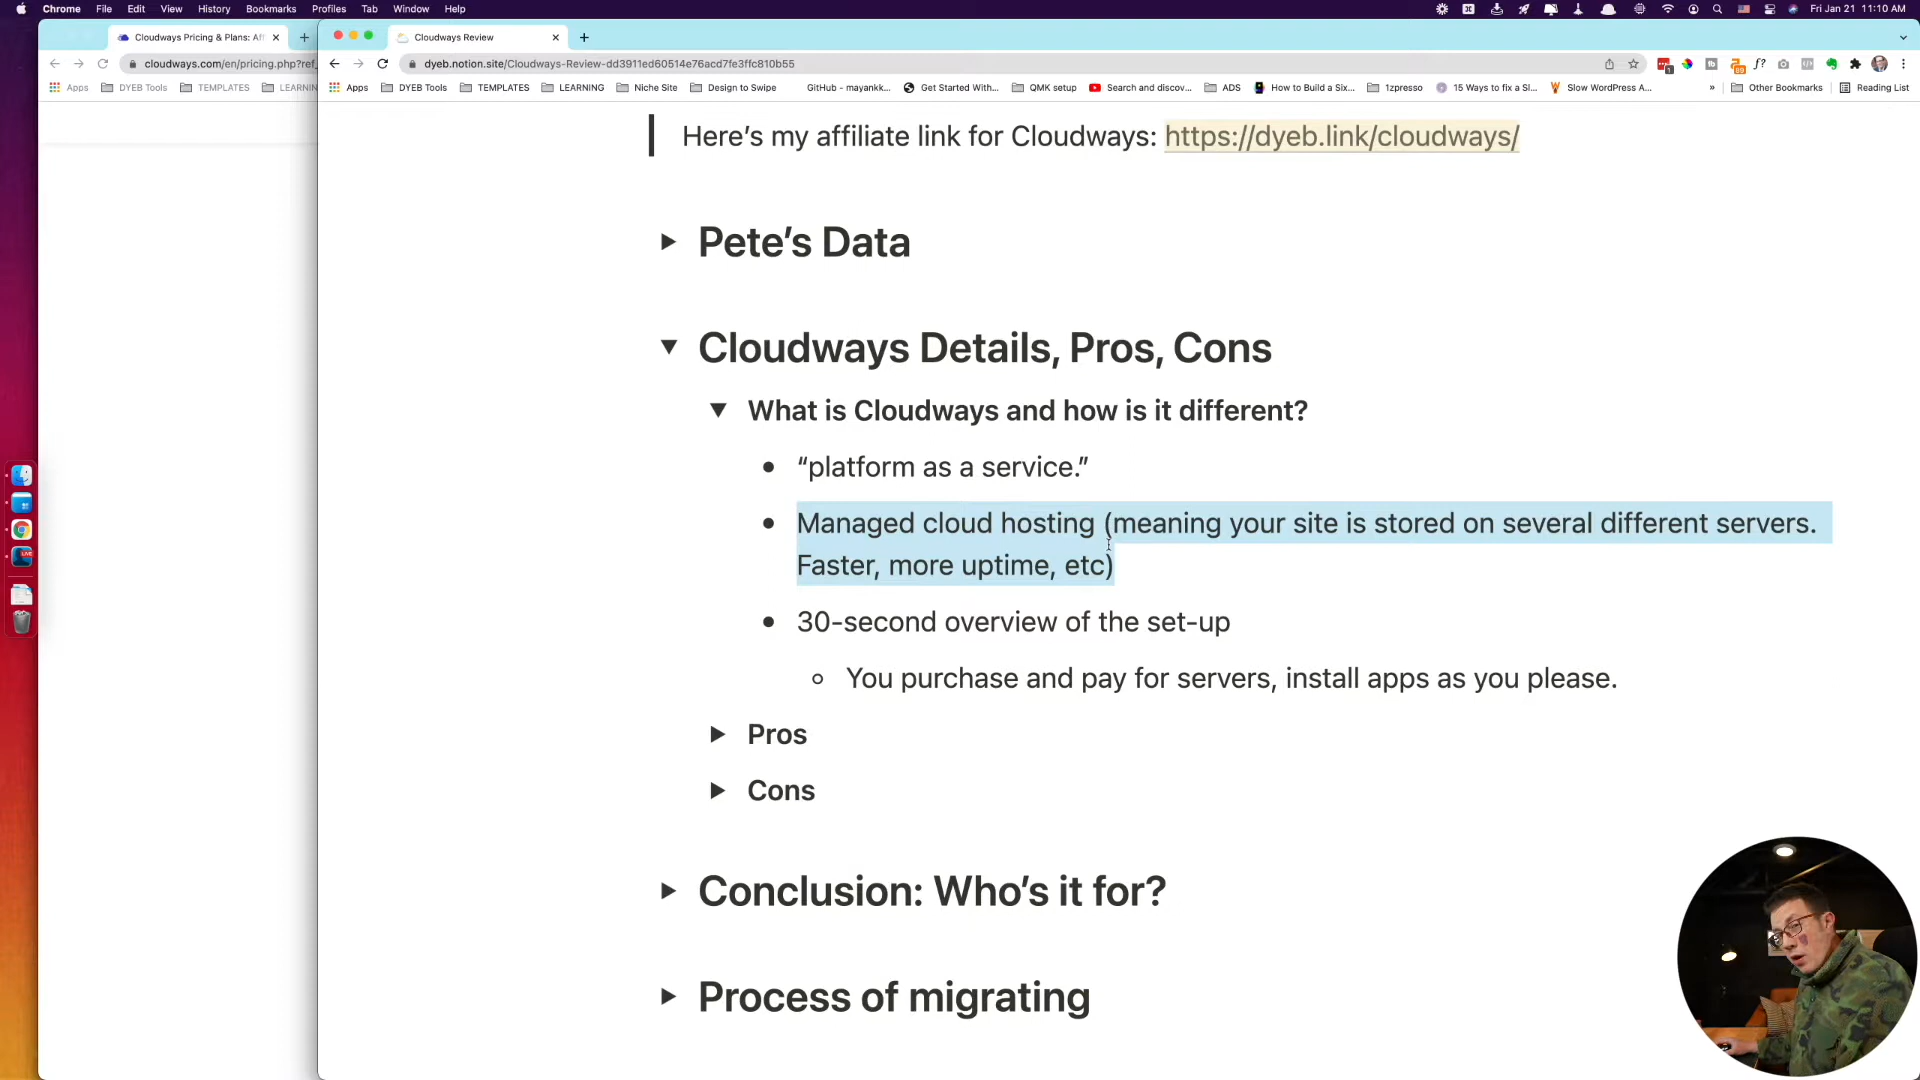 Chrome File Edit View History Bookmarks Profiles Tab Window Help Fri Jan 21 11:10 AM
Cloudways Pricing & Plans: Aff
Cloudways Review
cloudways.com/en/pricing.php?ref_
dyeb.notion.site/Cloudways-Review-dd3911ed60514e76acd7fe3ffc810b55
Apps DYEB Tools TEMPLATES LEARNIN
Apps DYEB Tools TEMPLATES LEARNING Niche Site Design to Swipe GitHub - mayankk... Get Started With... QMK setup Search and discov... ADS How to Build a Six... 1zpresso 15 Ways to fix a Sl... Slow WordPress A... » Other Bookmarks Reading List
Here’s my affiliate link for Cloudways: https://dyeb.link/cloudways/
Pete’s Data
Cloudways Details, Pros, Cons
What is Cloudways and how is it different?
“platform as a service.”
Managed cloud hosting (meaning your site is stored on several different servers.
Faster, more uptime, etc)
30-second overview of the set-up
You purchase and pay for servers, install apps as you please.
Pros
Cons
Conclusion: Who’s it for?
Process of migrating